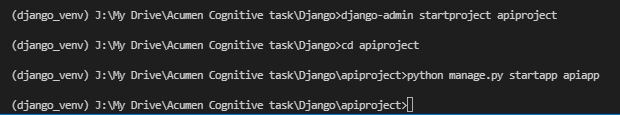 (django_venv) J:\My Drive\Acumen Cognitive task\Django>django-admin startproject apiproject
(django_venv) J:\My Drive\Acumen Cognitive task\Django>cd apiproject
(django_venv) J:\My Drive\Acumen Cognitive task\Django\apiproject>python manage.py startapp apiapp
(django_venv) J:\My Drive\Acumen Cognitive task\Django\apiproject>